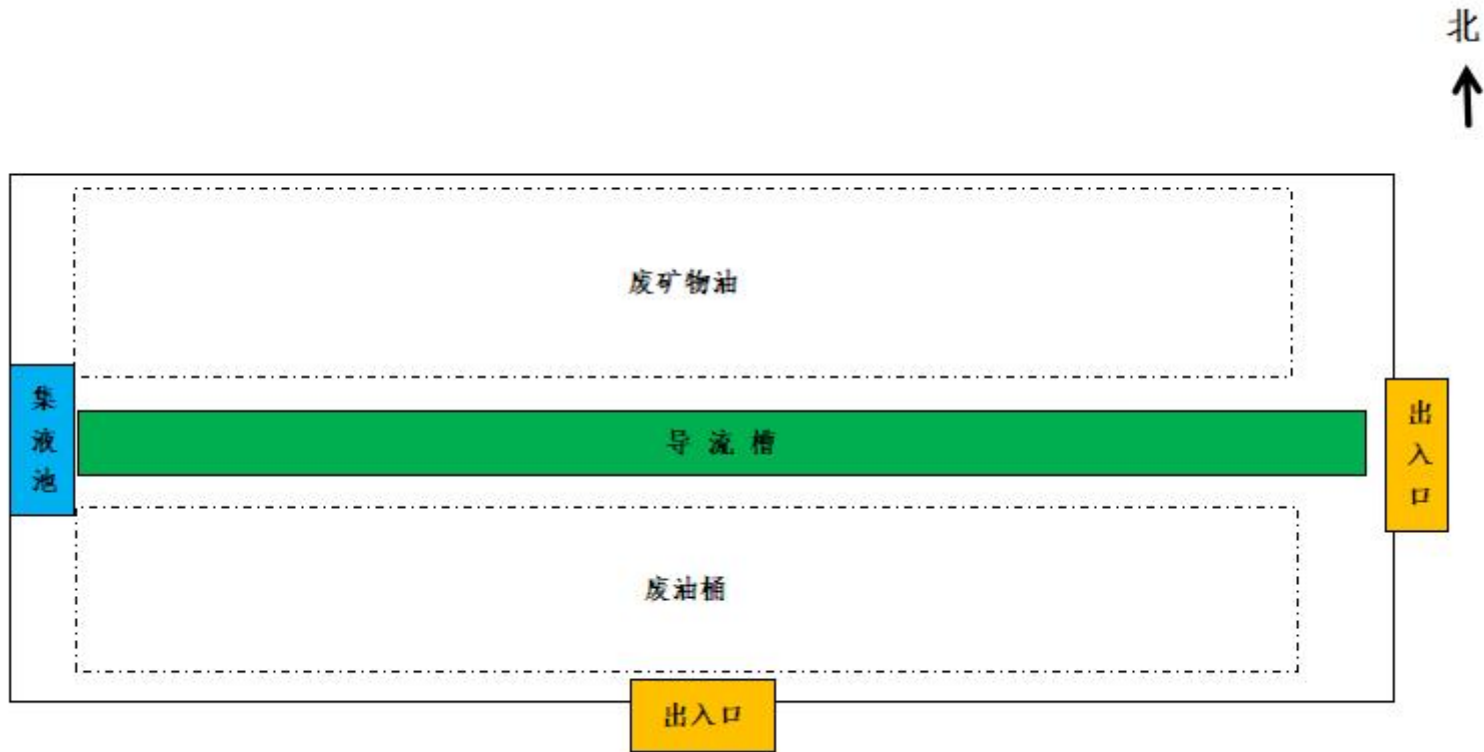 北
废矿物油
集液池
导流槽
出入口
废油桶
出入口